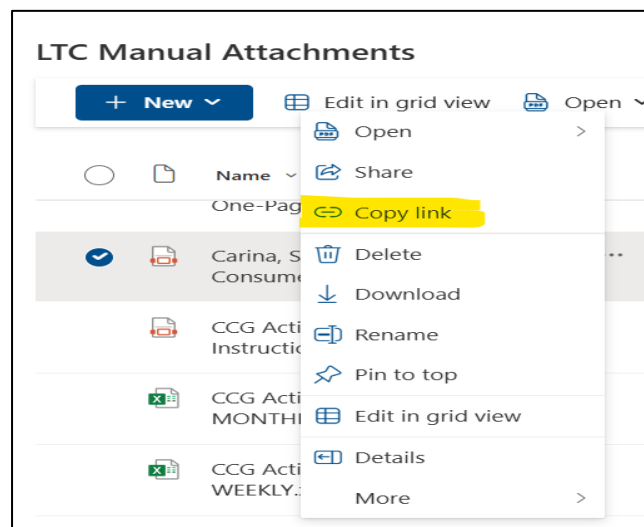 LTC Manual Attachments
+ New
Edit in grid view
Open
Name
One-Pag
Carina, S
Consume
CCG Acti
Instructio
CCG Acti
MONTHI
CCG Acti
WEEKLY.
Open
Share
Copy link
Delete
Download
Rename
Pin to top
Edit in grid view
Details
More